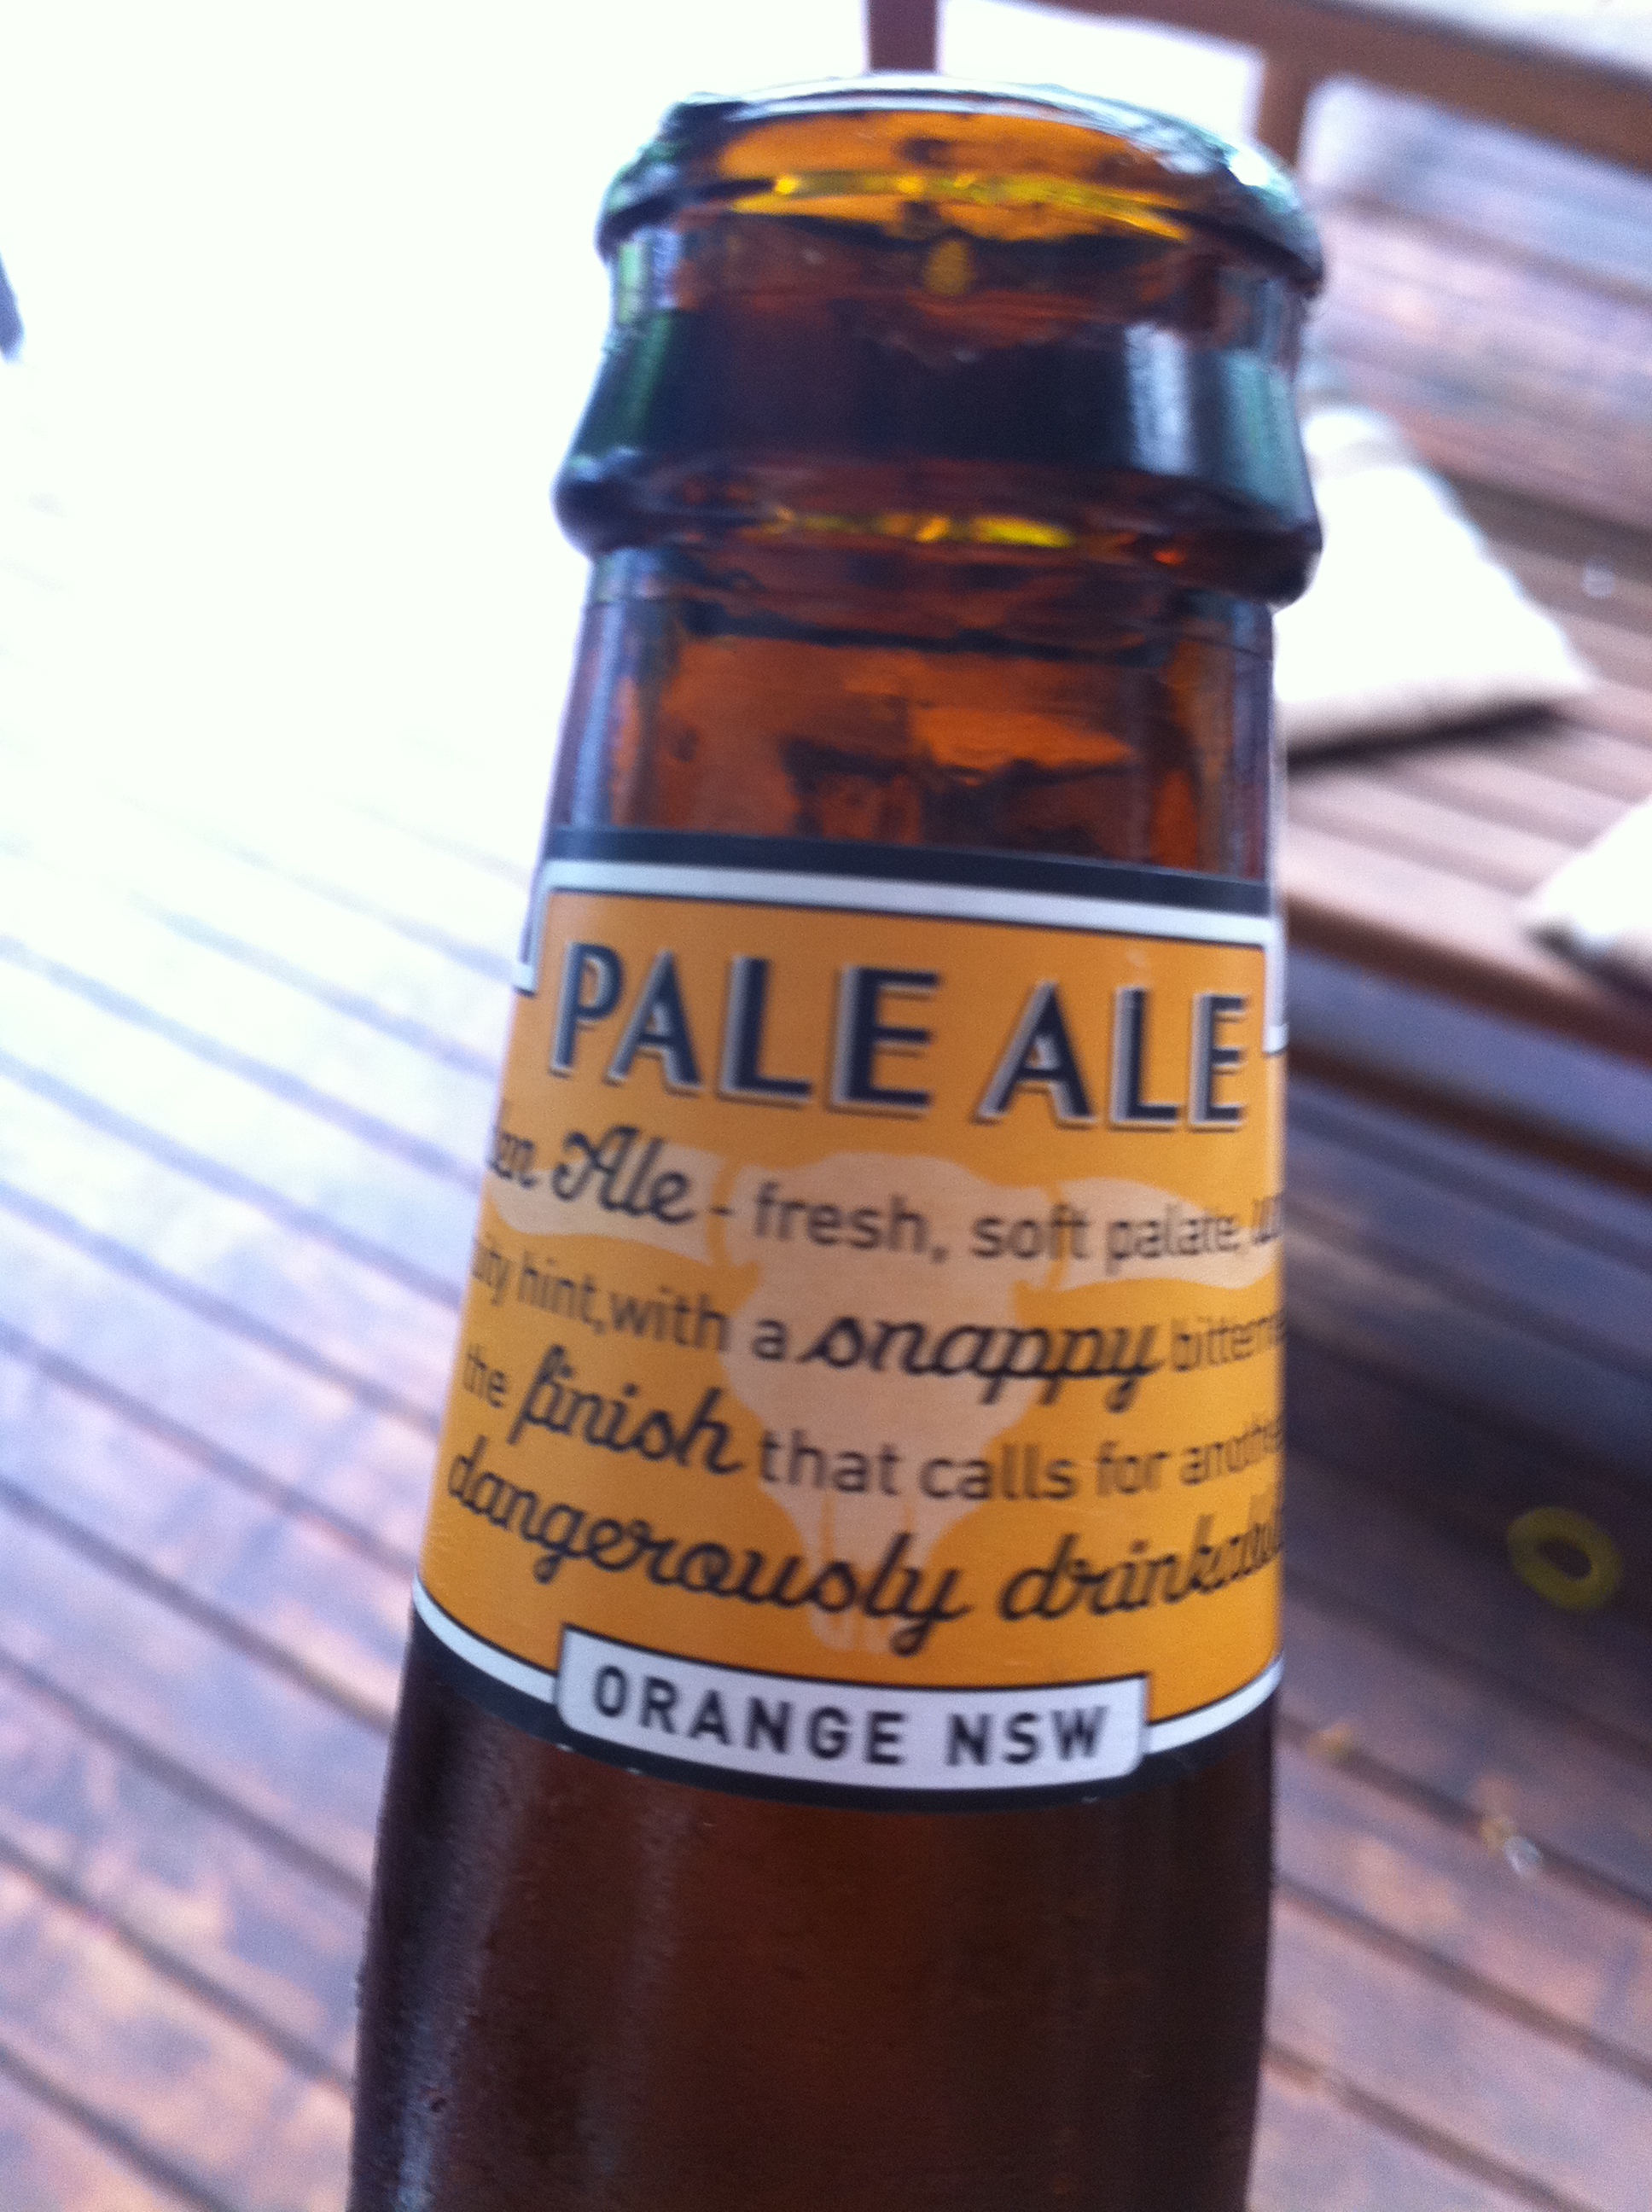 PALE ALE
Ale - fresh, soft palate,
hint, with a snappy
the finish that calls for
dangerously
ORANGE NSW